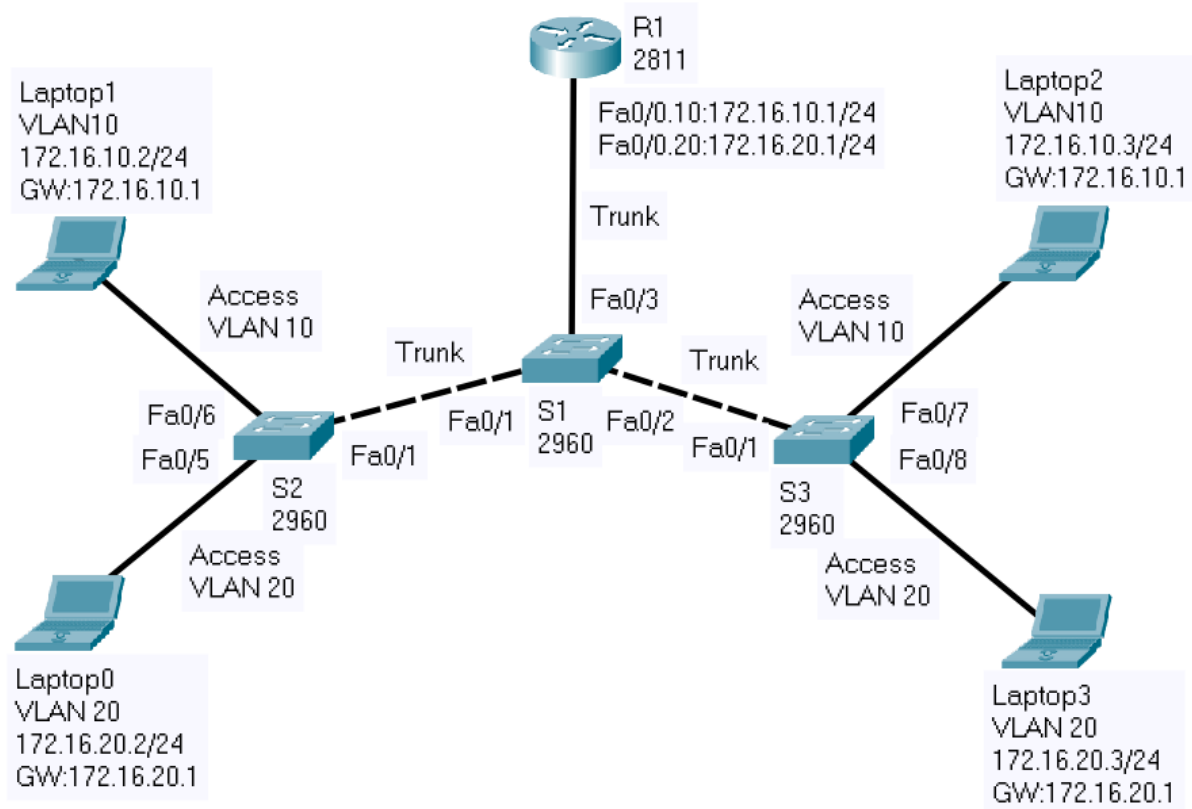 R1
2811
Fa0/0.10:172.16.10.1/24
Fa0/0.20:172.16.20.1/24
Laptop1
VLAN10
172.16.10.2/24
GW:172.16.10.1
Laptop2
VLAN10
172.16.10.3/24
GW:172.16.10.1
Trunk
Access
VLAN 10
Fa0/3
Access
VLAN 10
Trunk
Trunk
Fa0/6
Fa0/5
Fa0/1
Fa0/1
S1
2960
Fa0/2
Fa0/1
Fa0/7
Fa0/8
S2
2960
S3
2960
Access
VLAN 20
Access
VLAN 20
Laptop0
VLAN 20
172.16.20.2/24
GW:172.16.20.1
Laptop3
VLAN 20
172.16.20.3/24
GW:172.16.20.1